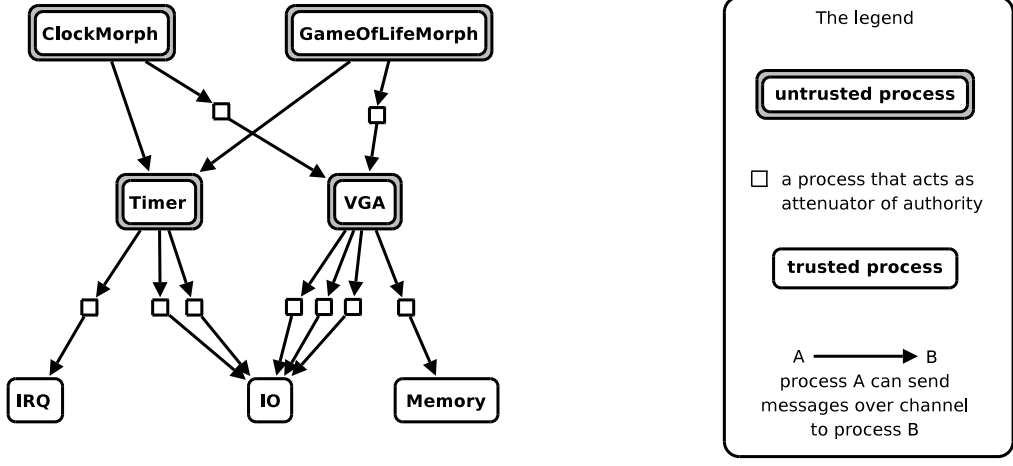 ClockMorph
GameOfLifeMorph
Timer
VGA
IRQ
IO
Memory
The legend
untrusted process
a process that acts as
attenuator of authority
trusted process
A B
process A can send
messages over channel
to process B